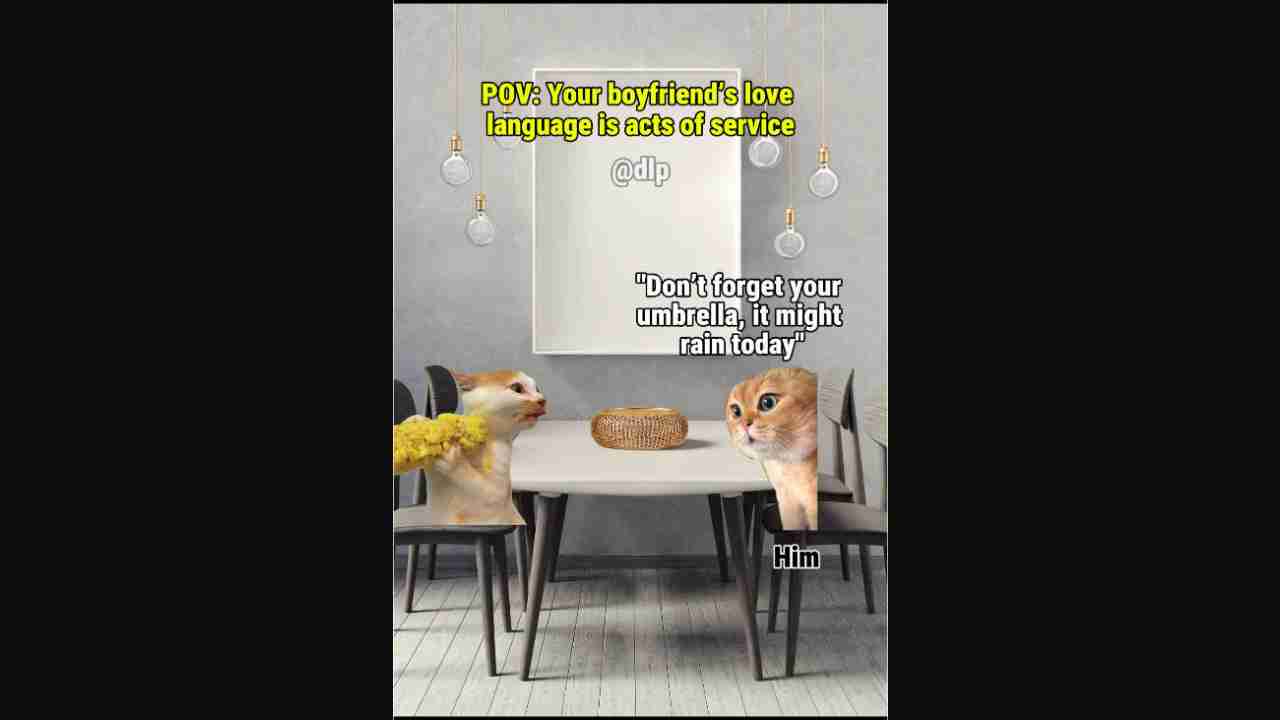 POV: Your boyfriend's love
language is acts of service
@dlp
"Don't forget your
umbrella, it might
rain today"
Him